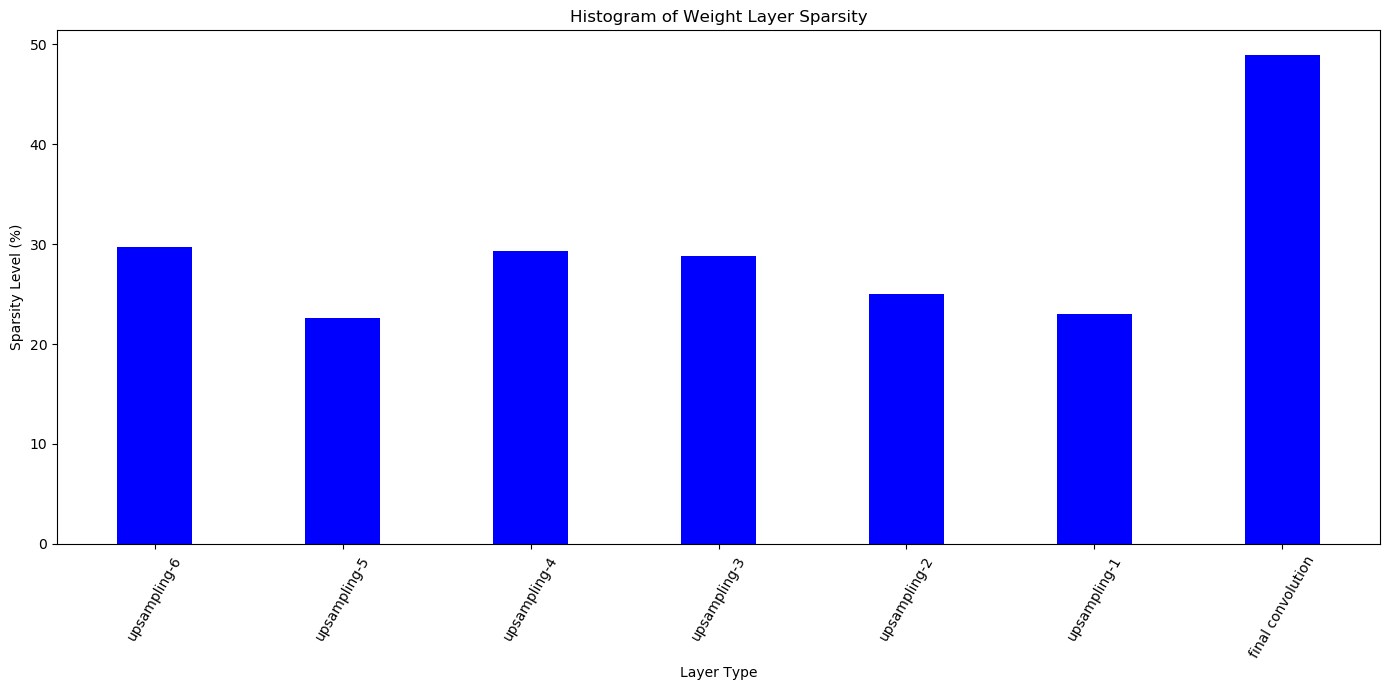 Histogram of Weight Layer Sparsity
Sparsity Level (%)
50
40
30
20
10
0
upsampling-6
upsampling-5
upsampling-4
upsampling-3
upsampling-2
upsampling-1
final convolution
Layer Type